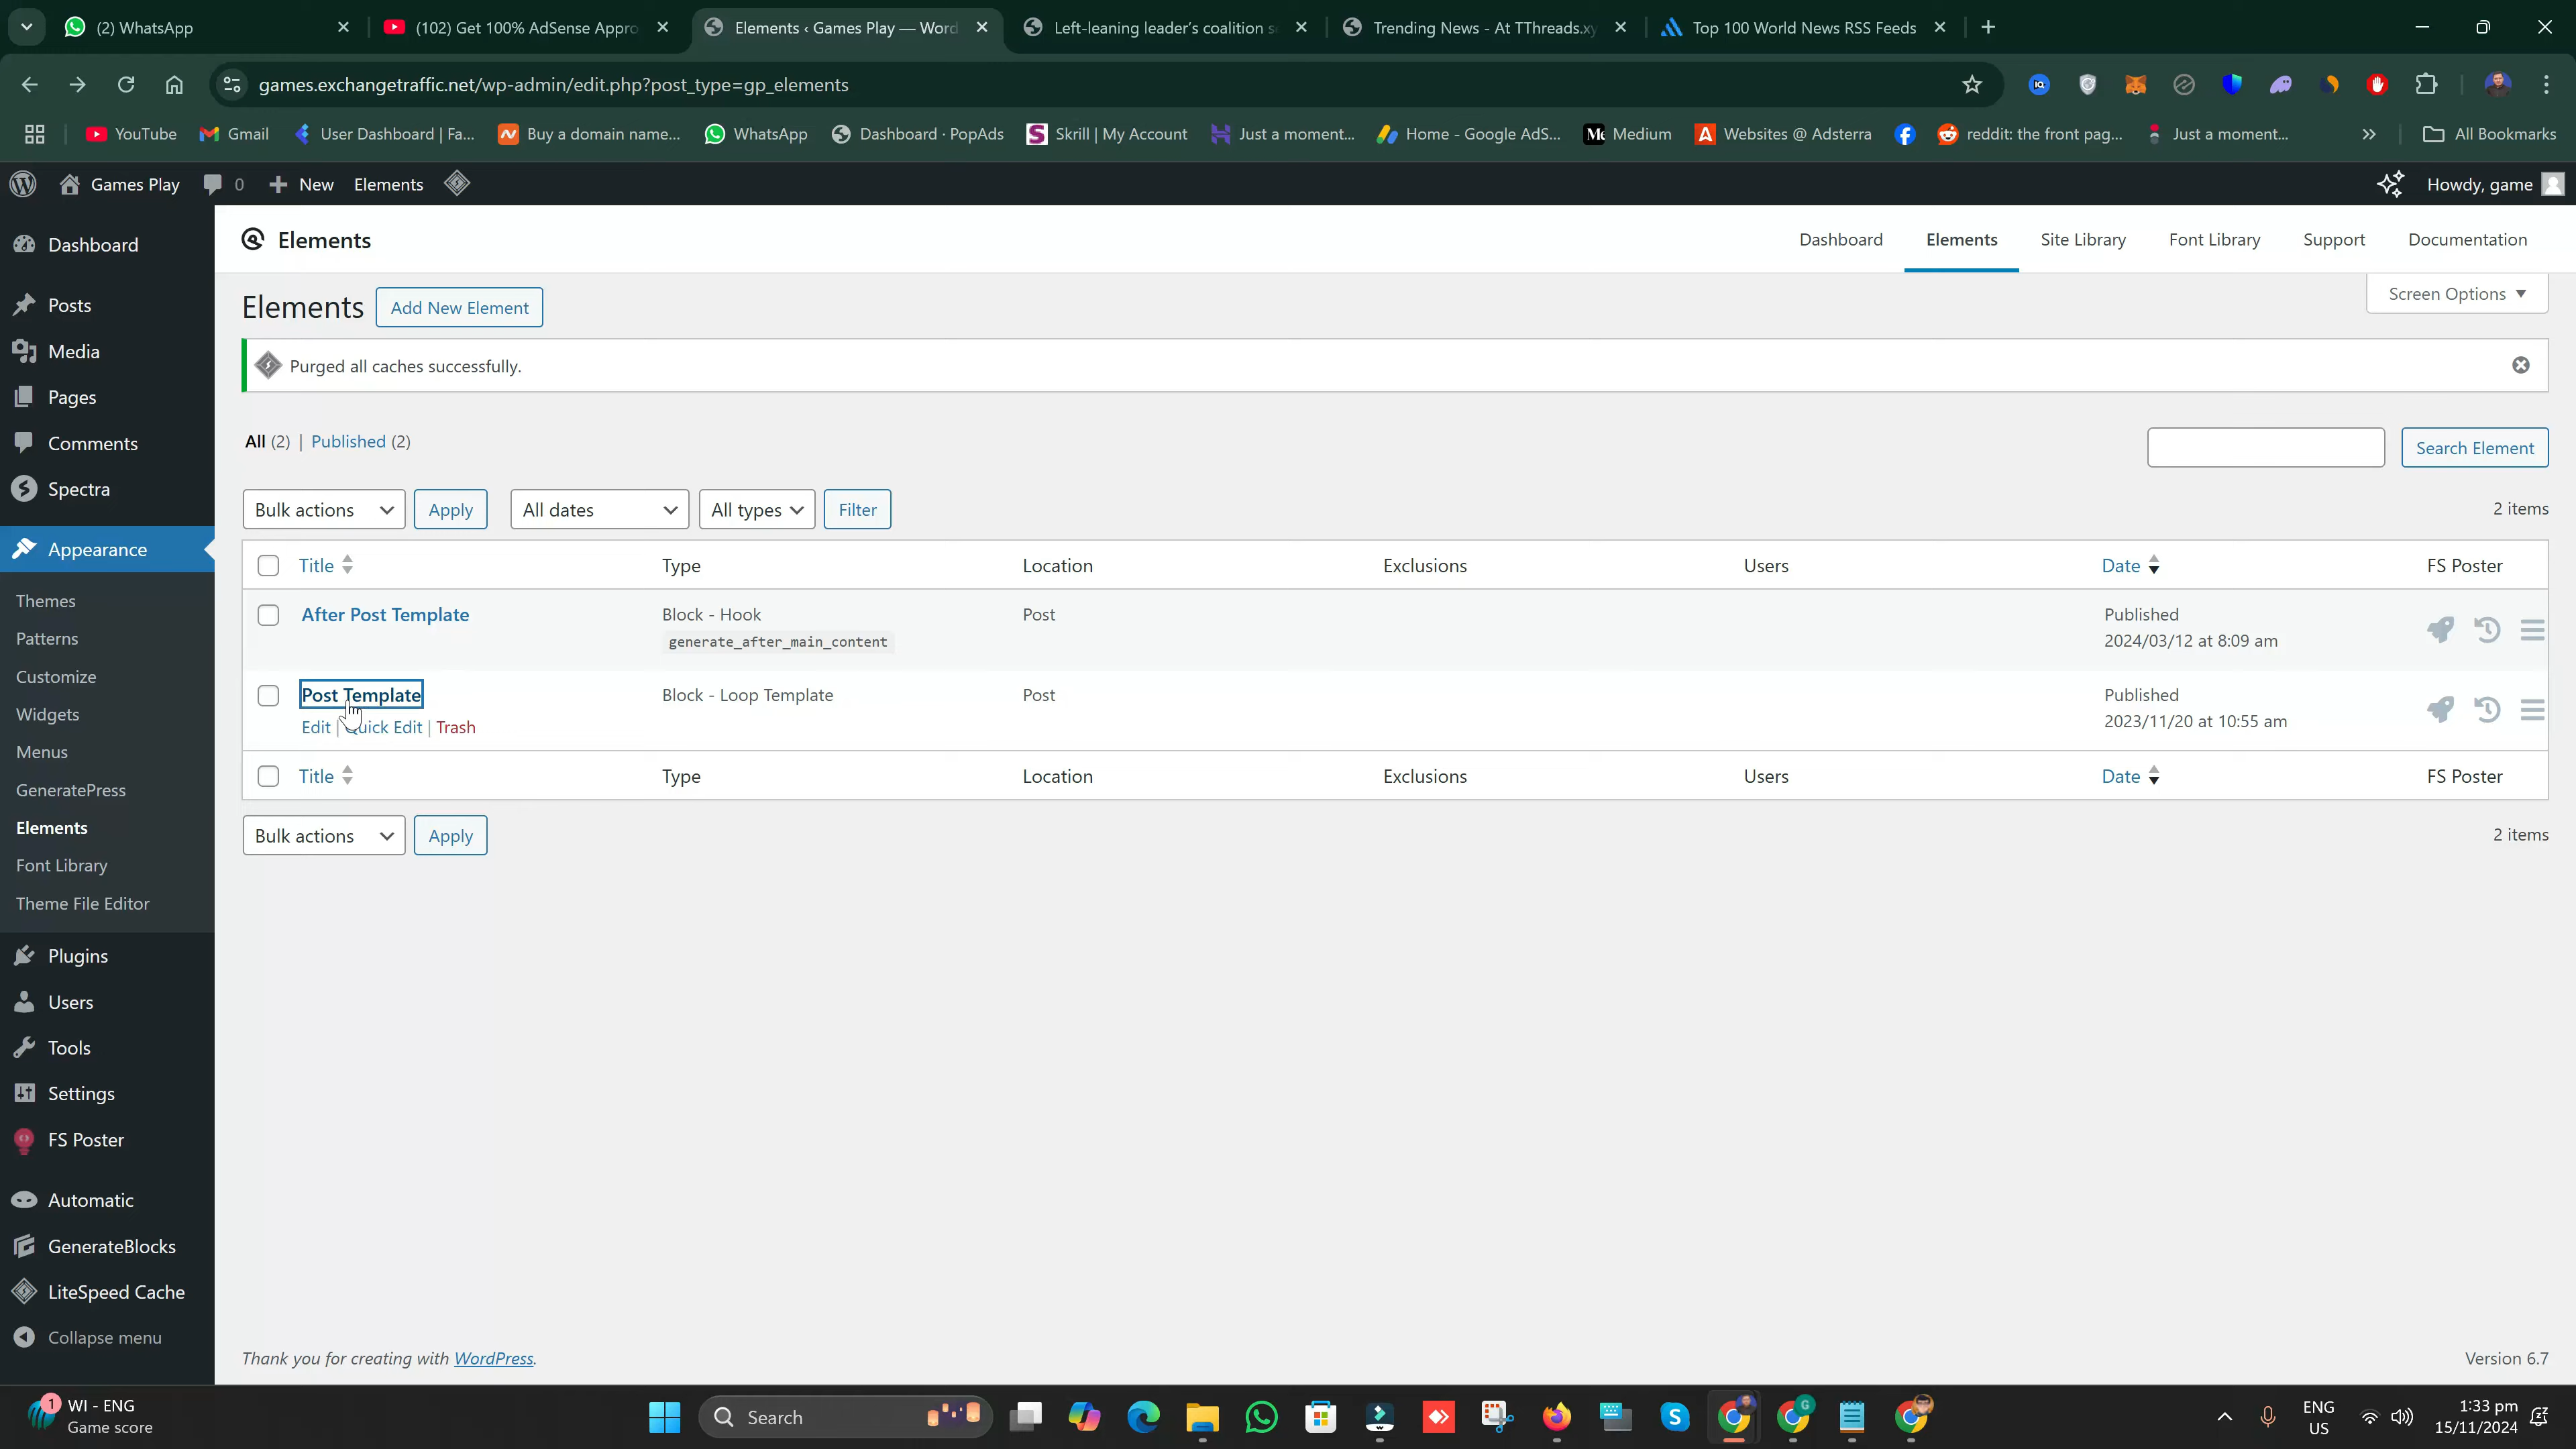 (2) WhatsApp
(102) Get 100% AdSense Appro
Elements ‹ Games Play — Word
Left-leaning leader's coalition s
Trending News - At TThreads.xy
Top 100 World News RSS Feeds
games.exchangetraffic.net/wp-admin/edit.php?post_type=gp_elements
YouTube
Gmail
User Dashboard | Fa...
Buy a domain name...
WhatsApp
Dashboard · PopAds
Skrill | My Account
Just a moment...
Home - Google AdS...
Medium
Websites @ Adsterra
reddit: the front pag...
Just a moment...
All Bookmarks
Games Play
0
New
Elements
Howdy, game
Dashboard
Posts
Media
Pages
Comments
Spectra
Appearance
Themes
Patterns
Customize
Widgets
Menus
GeneratePress
Elements
Font Library
Theme File Editor
Plugins
Users
Tools
Settings
FS Poster
Automatic
GenerateBlocks
LiteSpeed Cache
Collapse menu
Elements
Dashboard
Elements
Site Library
Font Library
Support
Documentation
Elements
Add New Element
Screen Options
Purged all caches successfully.
All (2) | Published (2)
Search Element
Bulk actions
Apply
All dates
All types
Filter
2 items
Title
Type
Location
Exclusions
Users
Date
FS Poster
After Post Template
Block - Hook
generate_after_main_content
Post
Published
2024/03/12 at 8:09 am
Post Template
Edit | Quick Edit | Trash
Block - Loop Template
Post
Published
2023/11/20 at 10:55 am
Title
Type
Location
Exclusions
Users
Date
FS Poster
Bulk actions
Apply
2 items
Thank you for creating with WordPress.
Version 6.7
1
WI - ENG
Game score
Search
ENG
US
1:33 pm
15/11/2024